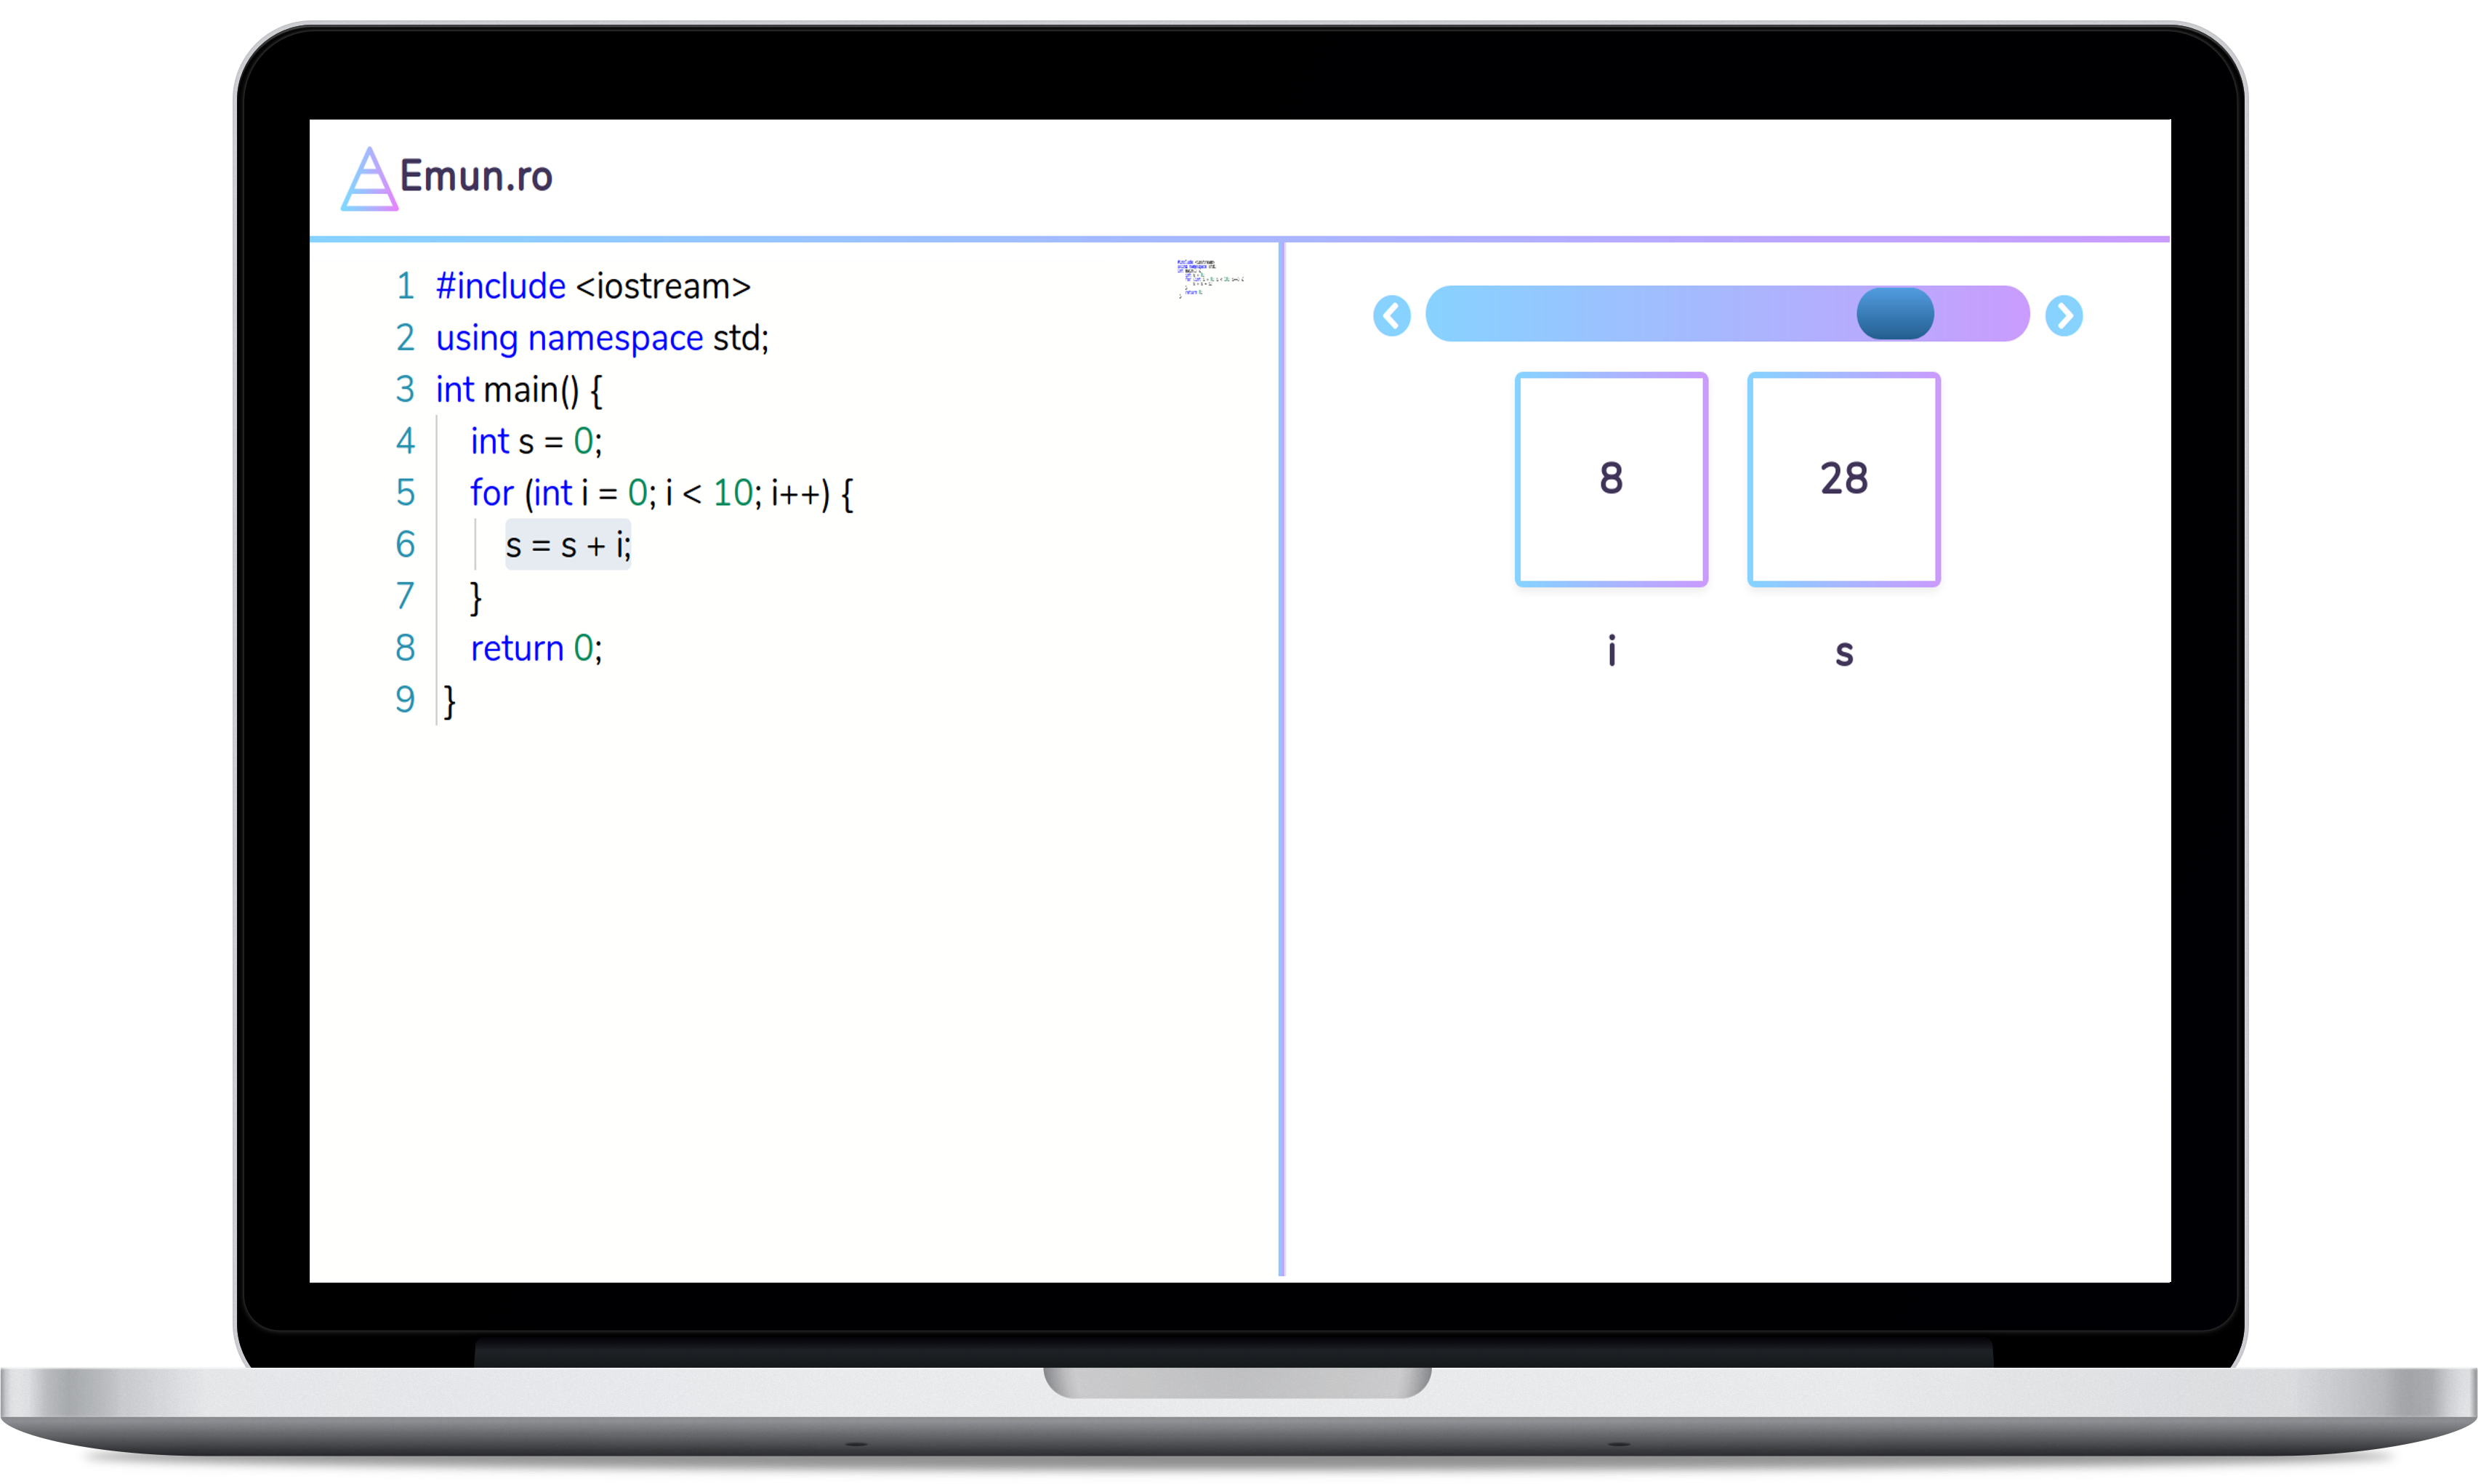 Emun.ro
1 #include <iostream>
2 using namespace std;
3 int main() {
4 int s = 0;
5 for (int i = 0; i < 10; i++) {
6 s = s + i;
7 }
8 return 0;
9 }
8 28
i s